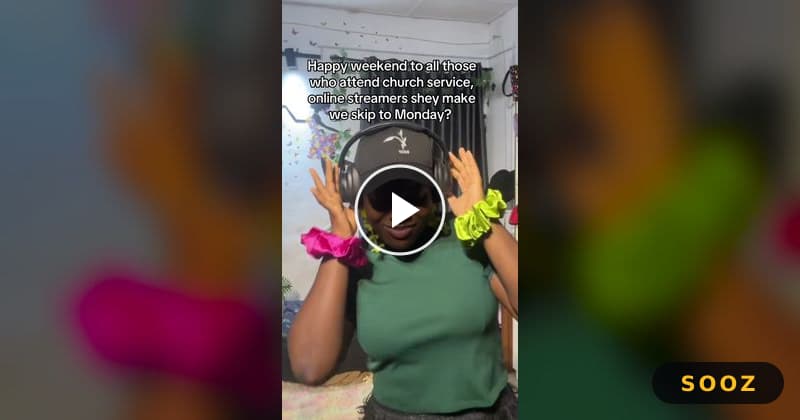 Happy weekend to all those
who attend church service,
online streamers shey make
we skip to Monday?
SOOZ